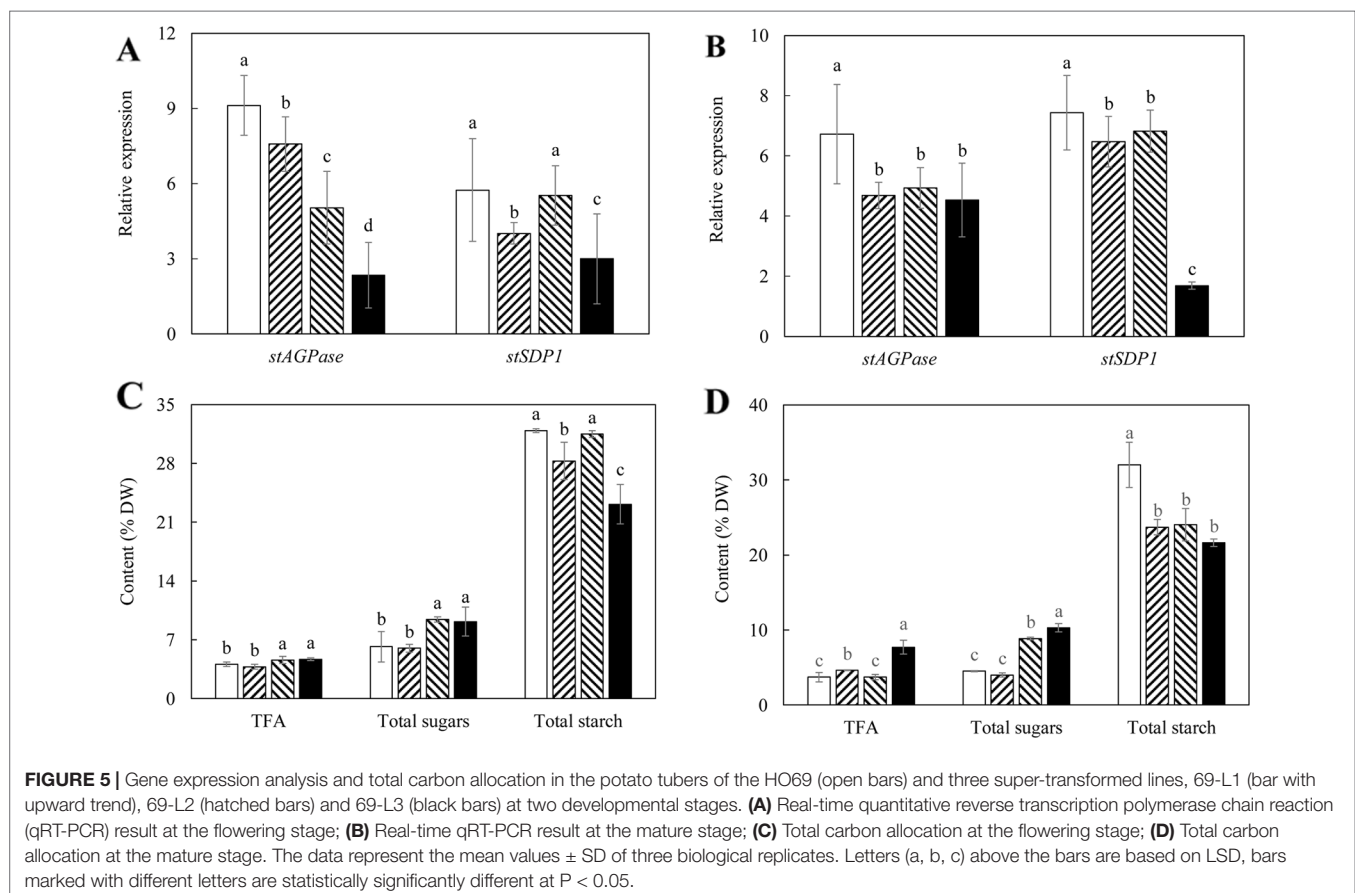 A
Relative expression
12
9
6
3
0
a
b
c
d
a
b
a
c
stAGPase
stSDP1
B
Relative expression
10
8
6
4
2
0
a
b
b
b
a
b
b
c
stAGPase
stSDP1
C
Content (% DW)
35
28
21
14
7
0
b
b
a
a
b
b
a
a
a
b
a
c
TFA
Total sugars
Total starch
D
Content (% DW)
40
30
20
10
0
c
b
c
a
c
c
b
a
a
b
b
b
TFA
Total sugars
Total starch
FIGURE 5 | Gene expression analysis and total carbon allocation in the potato tubers of the HO69 (open bars) and three super-transformed lines, 69-L1 (bar with
upward trend), 69-L2 (hatched bars) and 69-L3 (black bars) at two developmental stages. (A) Real-time quantitative reverse transcription polymerase chain reaction
(qRT-PCR) result at the flowering stage; (B) Real-time qRT-PCR result at the mature stage; (C) Total carbon allocation at the flowering stage; (D) Total carbon
allocation at the mature stage. The data represent the mean values ± SD of three biological replicates. Letters (a, b, c) above the bars are based on LSD, bars
marked with different letters are statistically significantly different at P < 0.05.